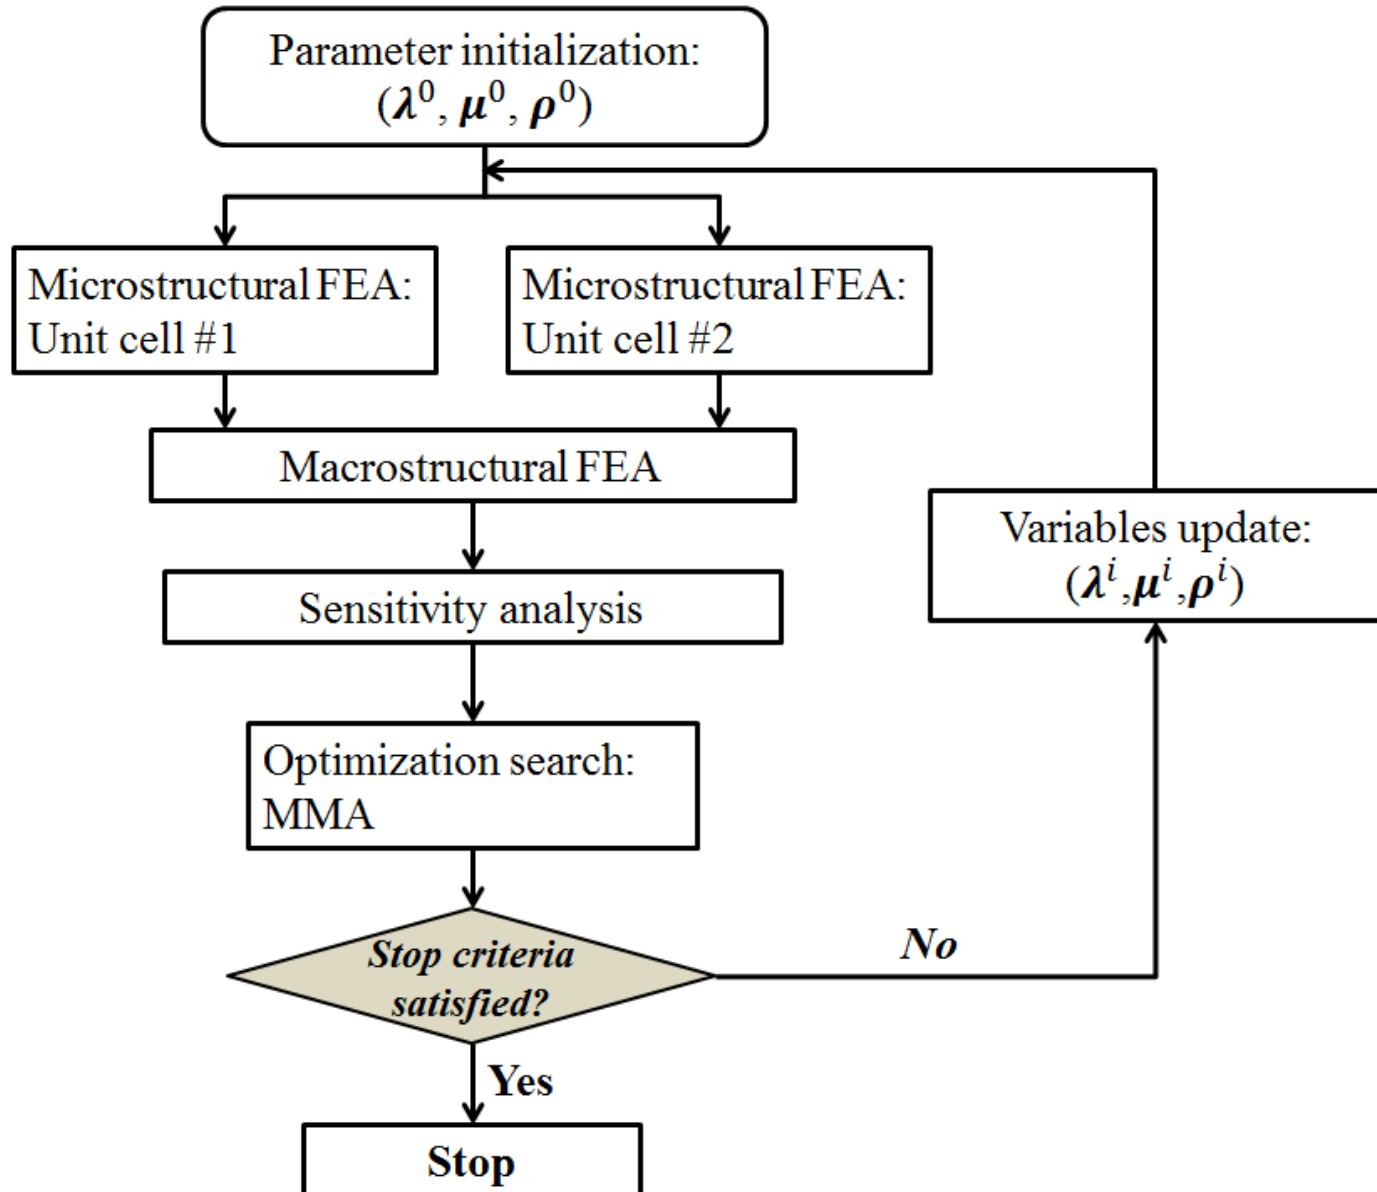 Parameter initialization:
(λ⁰, μ⁰, ρ⁰)
Microstructural FEA:
Unit cell #1
Microstructural FEA:
Unit cell #2
Macrostructural FEA
Variables update:
(λⁱ,μⁱ,ρⁱ)
Sensitivity analysis
Optimization search:
MMA
Stop criteria
satisfied?
No
Yes
Stop